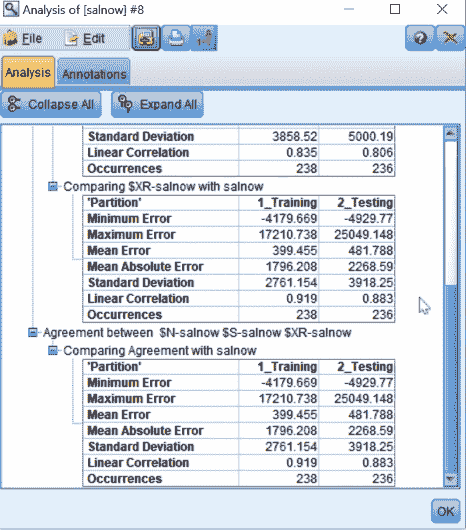 Analysis of [salnow] #8
File Edit
Analysis Annotations
Collapse All Expand All
Standard Deviation 3858.52 5000.19
Linear Correlation 0.835 0.806
Occurrences 238 236
Comparing $XR-salnow with salnow
'Partition' 1_Training 2_Testing
Minimum Error -4179.669 -4929.77
Maximum Error 17210.738 25049.148
Mean Error 399.455 481.788
Mean Absolute Error 1796.208 2268.59
Standard Deviation 2761.154 3918.25
Linear Correlation 0.919 0.883
Occurrences 238 236
Agreement between $N-salnow $S-salnow $XR-salnow
Comparing Agreement with salnow
'Partition' 1_Training 2_Testing
Minimum Error -4179.669 -4929.77
Maximum Error 17210.738 25049.148
Mean Error 399.455 481.788
Mean Absolute Error 1796.208 2268.59
Standard Deviation 2761.154 3918.25
Linear Correlation 0.919 0.883
Occurrences 238 236
OK